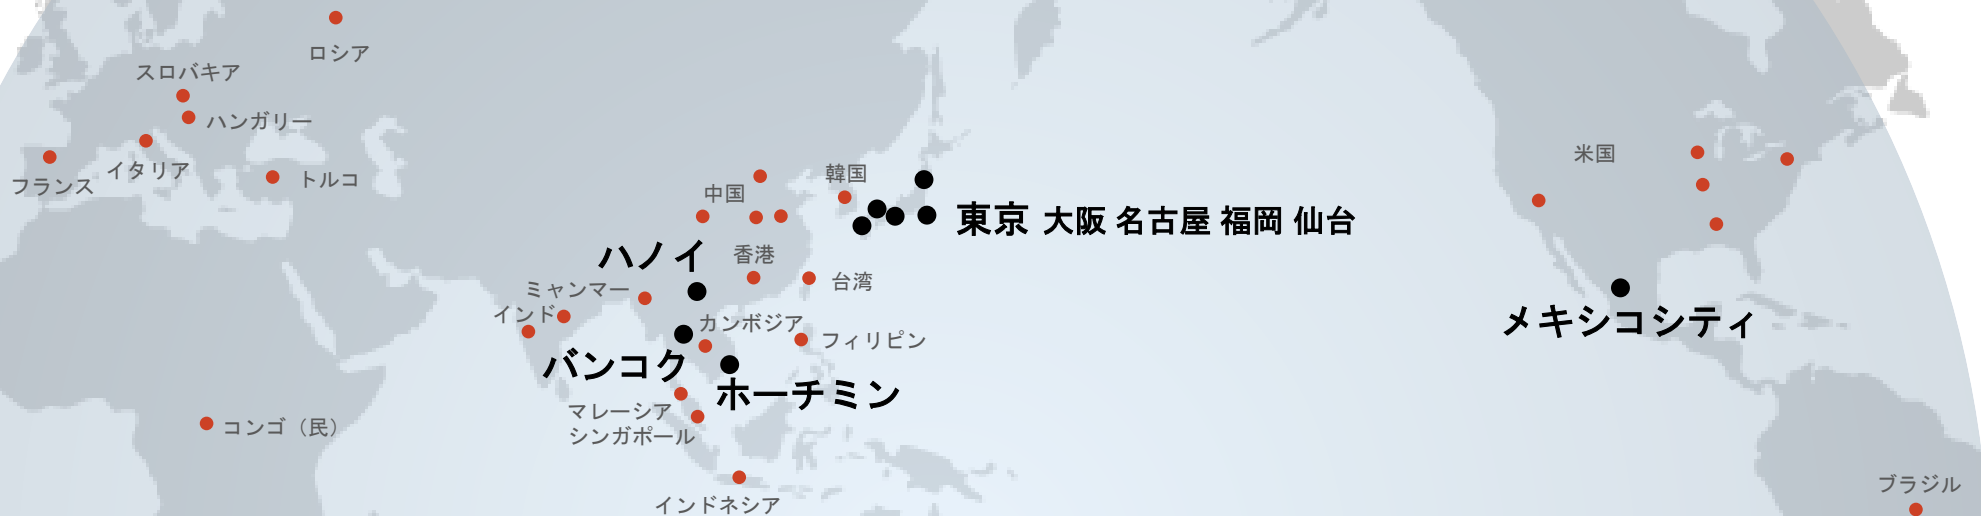 ロシア
スロバキア
ハンガリー
イタリア
フランス
トルコ
中国
韓国
東京 大阪 名古屋 福岡 仙台
米国
ハノイ
香港
台湾
ミャンマー
インド
カンボジア
フィリピン
バンコク
ホーチミン
メキシコシティ
マレーシア
シンガポール
コンゴ（民）
インドネシア
ブラジル